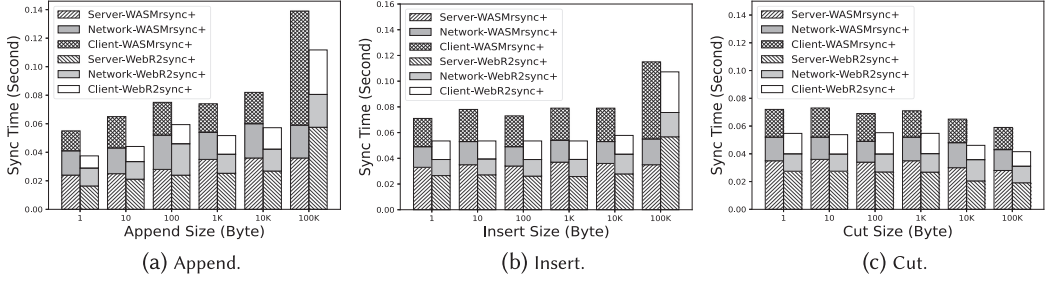 0.14
0.12
0.10
0.08
0.06
0.04
0.02
0.00
Sync Time (Second)
Server-WASMrsync+
Network-WASMrsync+
Client-WASMrsync+
Server-WebR2sync+
Network-WebR2sync+
Client-WebR2sync+
1 10 100 1K 10K 100K
Append Size (Byte)
(a) Append.
0.16
0.14
0.12
0.10
0.08
0.06
0.04
0.02
0.00
Sync Time (Second)
Server-WASMrsync+
Network-WASMrsync+
Client-WASMrsync+
Server-WebR2sync+
Network-WebR2sync+
Client-WebR2sync+
1 10 100 1K 10K 100K
Insert Size (Byte)
(b) Insert.
0.14
0.12
0.10
0.08
0.06
0.04
0.02
0.00
Sync Time (Second)
Server-WASMrsync+
Network-WASMrsync+
Client-WASMrsync+
Server-WebR2sync+
Network-WebR2sync+
Client-WebR2sync+
1 10 100 1K 10K 100K
Cut Size (Byte)
(c) Cut.